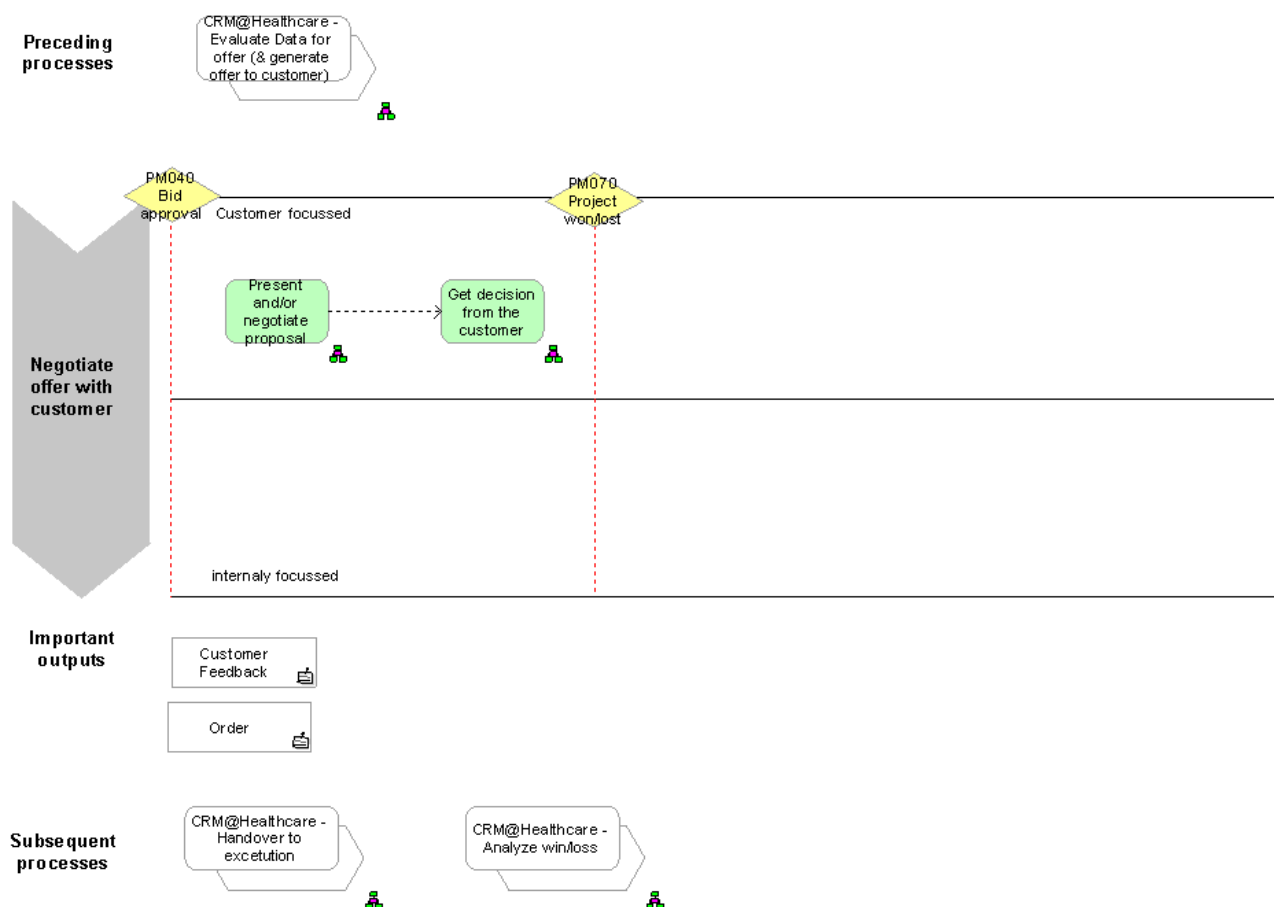 Preceding
processes
CRM@Healthcare -
Evaluate Data for
offer (& generate
offer to customer)
PM040
Bid
approval
Customer focussed
PM070
Project
won/lost
Negotiate
offer with
customer
Present
and/or
negotiate
proposal
Get decision
from the
customer
internaly focussed
Important
outputs
Customer
Feedback
Order
Subsequent
processes
CRM@Healthcare -
Handover to
excetution
CRM@Healthcare -
Analyze win/loss